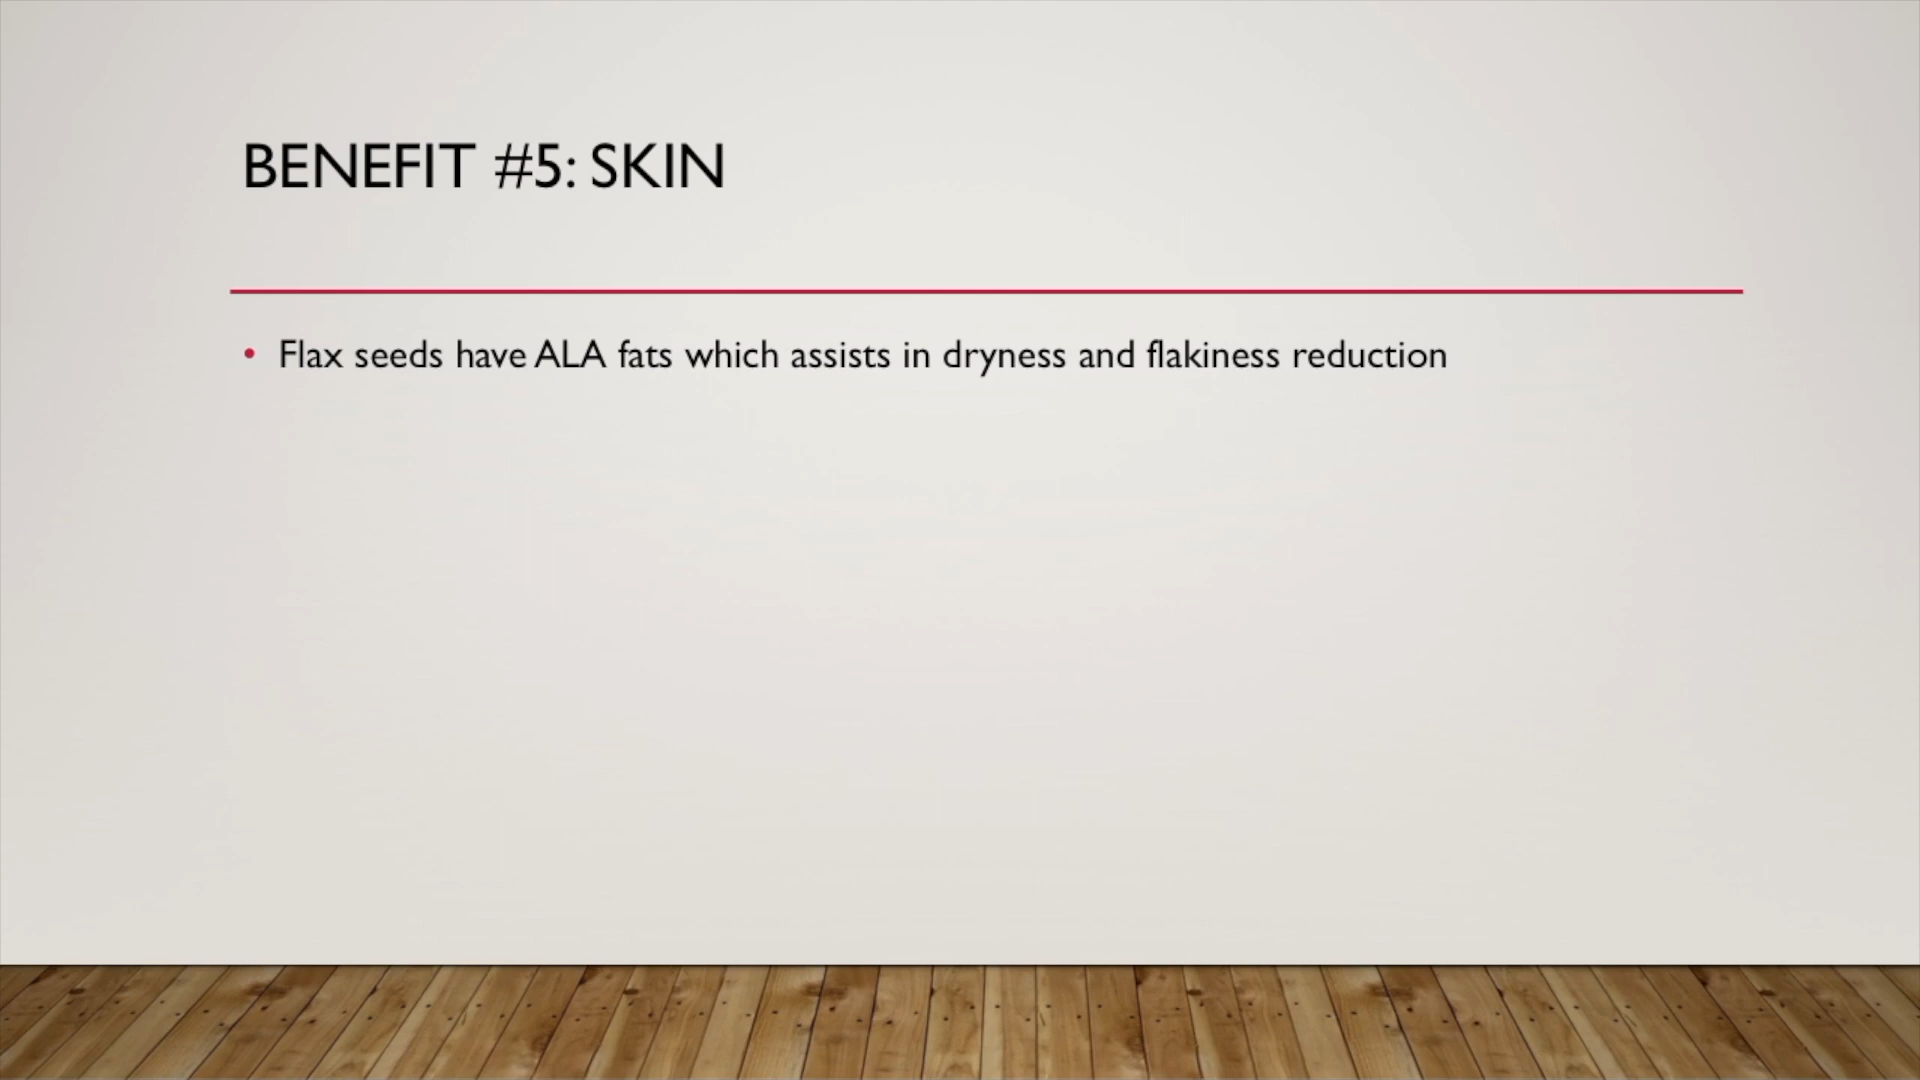 BENEFIT #5: SKIN
• Flax seeds have ALA fats which assists in dryness and flakiness reduction